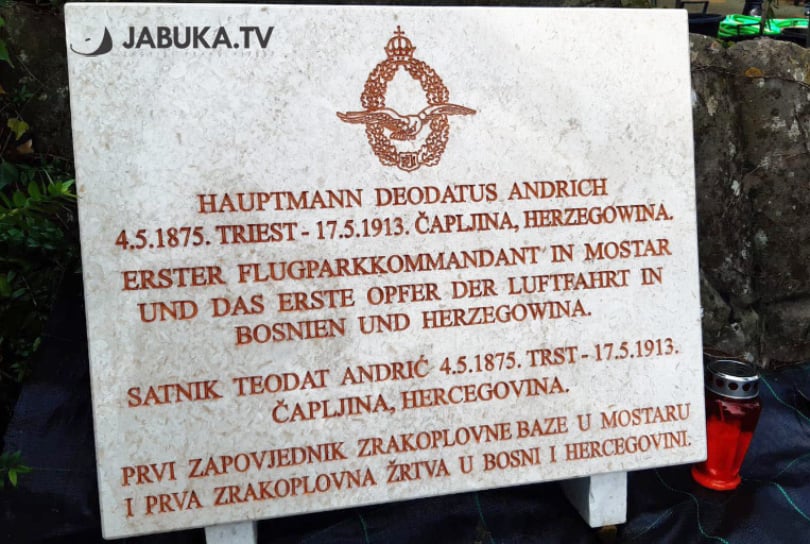 JABUKA.TV
HAUPTMANN DEODATUS ANDRICH
4.5.1875. TRIEST - 17.5.1913. ČAPLJINA, HERZEGOWINA.
ERSTER FLUGPARKKOMMANDANT IN MOSTAR
UND DAS ERSTE OPFER DER LUFTFAHRT IN
BOSNIEN UND HERZEGOWINA.
SATNIK TEODAT ANDRIĆ 4.5.1875. TRST - 17.5.1913.
ČAPLJINA, HERCEGOVINA.
PRVI ZAPOVJEDNIK ZRAKOPLOVNE BAZE U MOSTARU
I PRVA ZRAKOPLOVNA ŽRTVA U BOSNI I HERCEGOVINI.